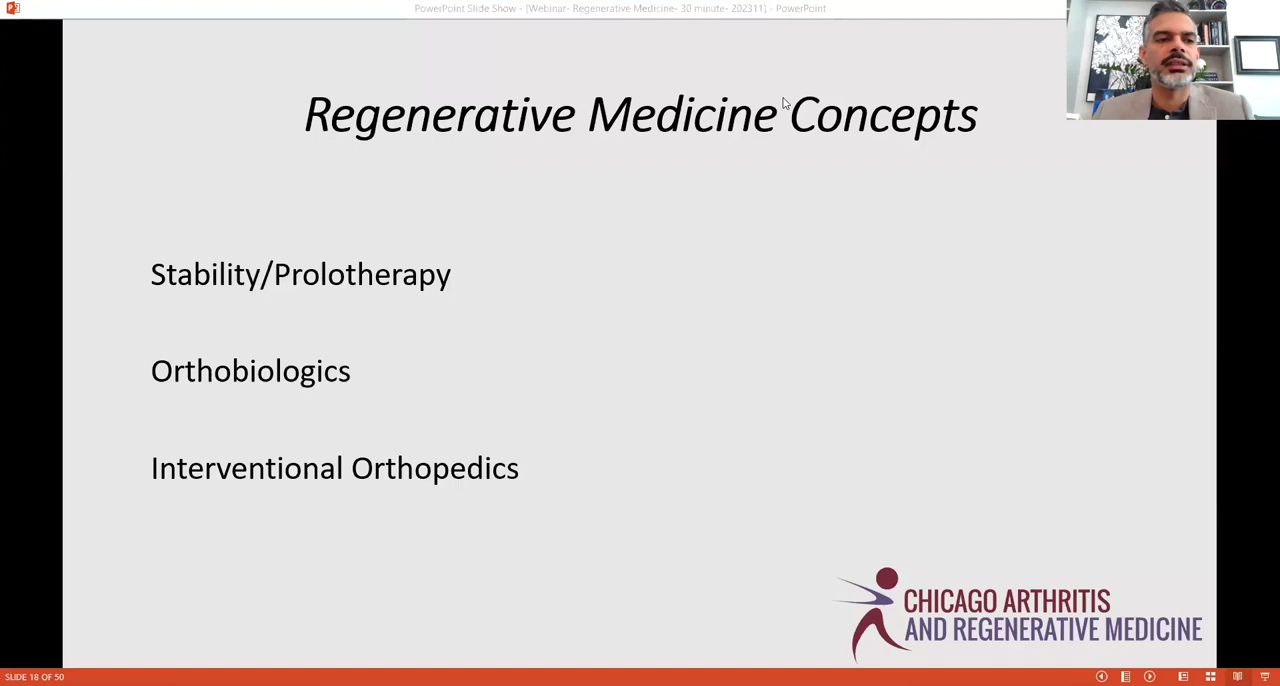 PowerPoint Slide Show - [Webinar- Regenerative Medicine- 30 minute- 202311] - PowerPoint
Regenerative Medicine Concepts
Stability/Prolotherapy
Orthobiologics
Interventional Orthopedics
CHICAGO ARTHRITIS
AND REGENERATIVE MEDICINE
SLIDE 18 OF 50